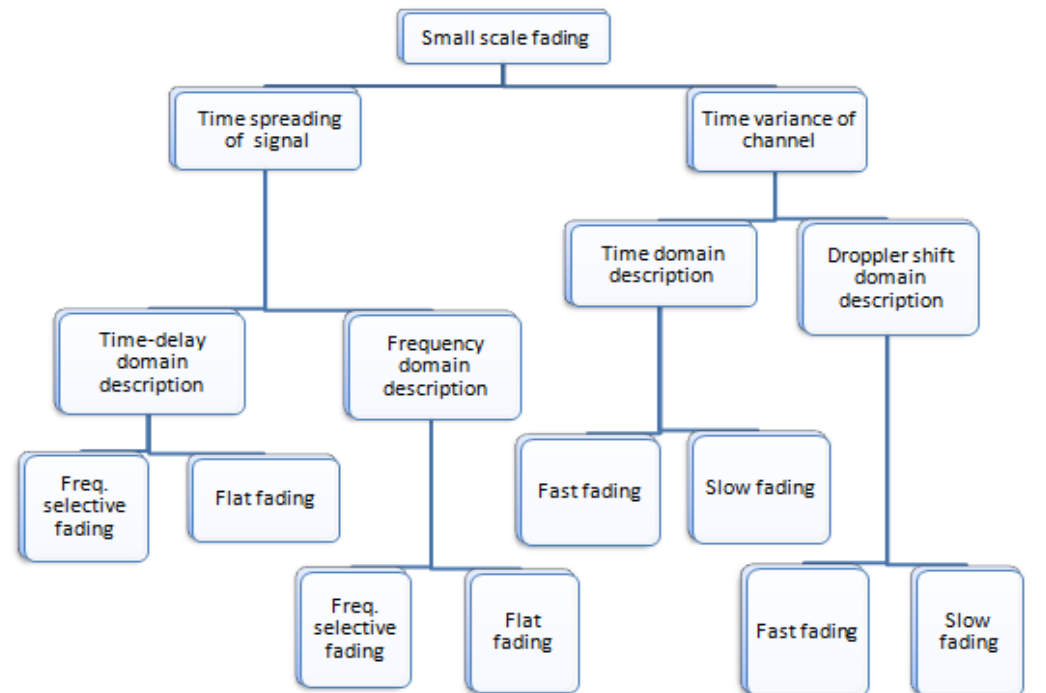 Small scale fading
Time spreading
of signal
Time variance of
channel
Time domain
description
Droppler shift
domain
description
Time-delay
domain
description
Frequency
domain
description
Freq.
selective
fading
Flat fading
Fast fading
Slow fading
Freq.
selective
fading
Flat
fading
Fast fading
Slow
fading